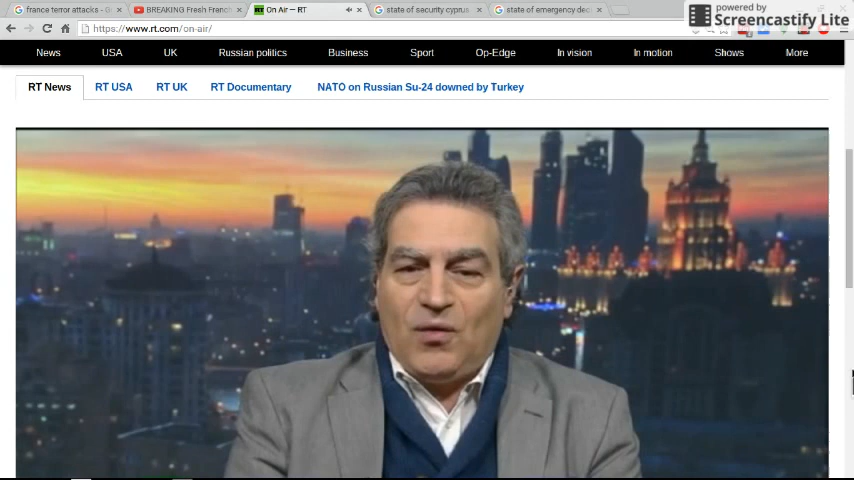 france terror attacks - G
BREAKING Fresh Frenc
On Air — RT
state of security cyprus
state of emergency dec
powered by
Screencastify Lite
https://www.rt.com/on-air/
News USA UK Russian politics Business Sport Op-Edge In vision In motion Shows More
RT News RT USA RT UK RT Documentary NATO on Russian Su-24 downed by Turkey